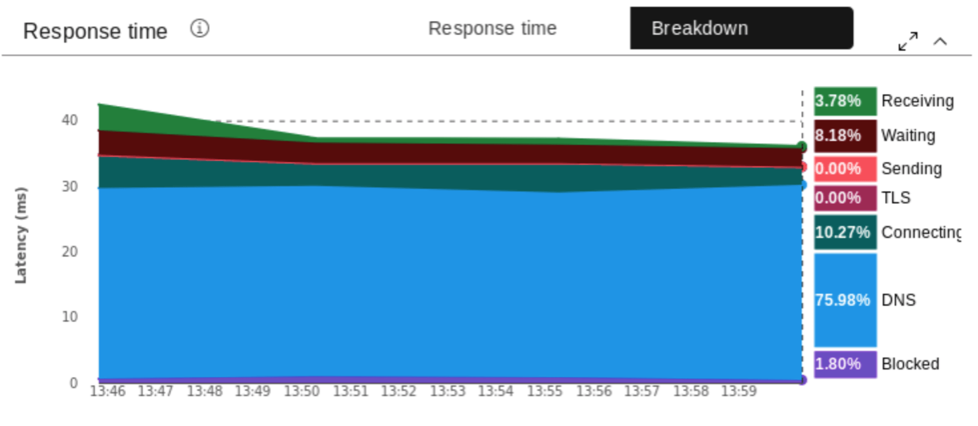 Response time
Response time
Breakdown
40
30
20
10
0
Latency (ms)
13:46 13:47 13:48 13:49 13:50 13:51 13:52 13:53 13:54 13:55 13:56 13:57 13:58 13:59
3.78% Receiving
8.18% Waiting
0.00% Sending
0.00% TLS
10.27% Connecting
75.98% DNS
1.80% Blocked